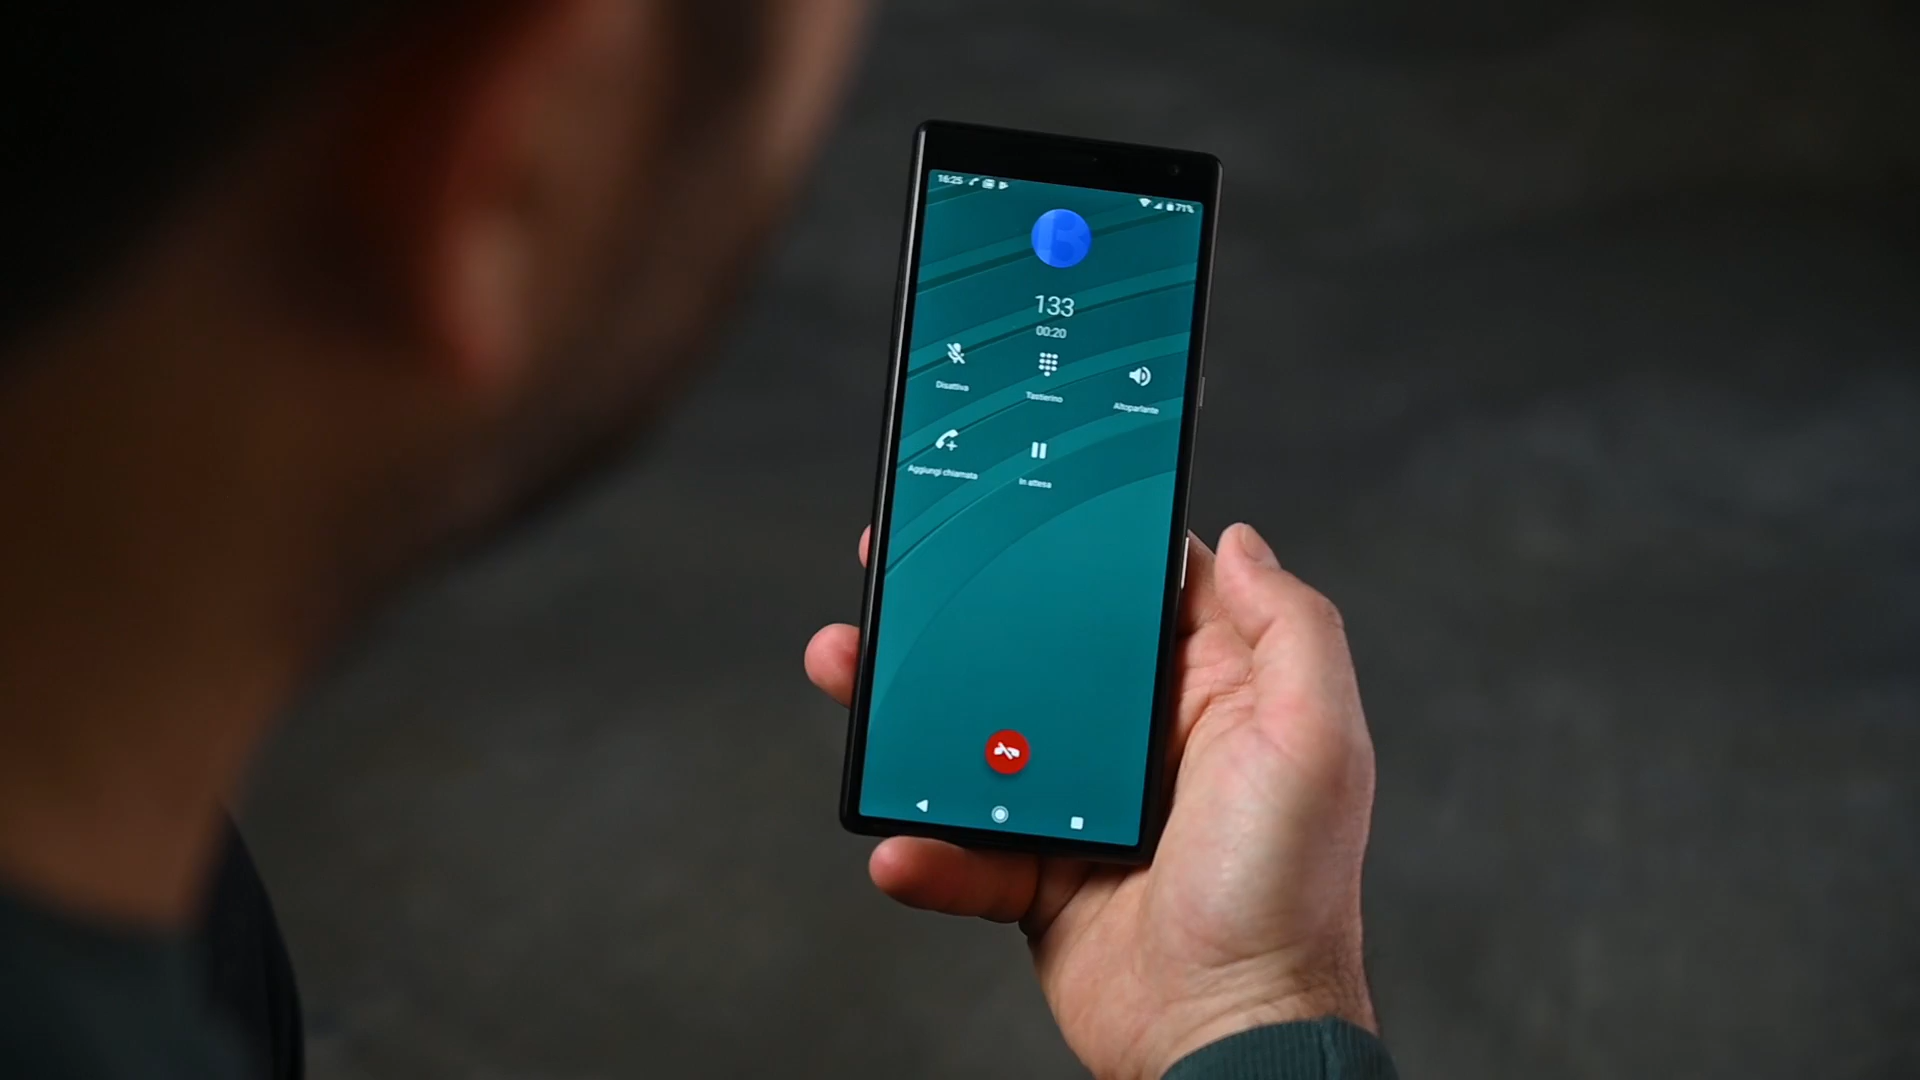 16:25
71%
133
00:20
Disattiva
Tastierino
Altoparlante
Aggiungi chiamata
In attesa